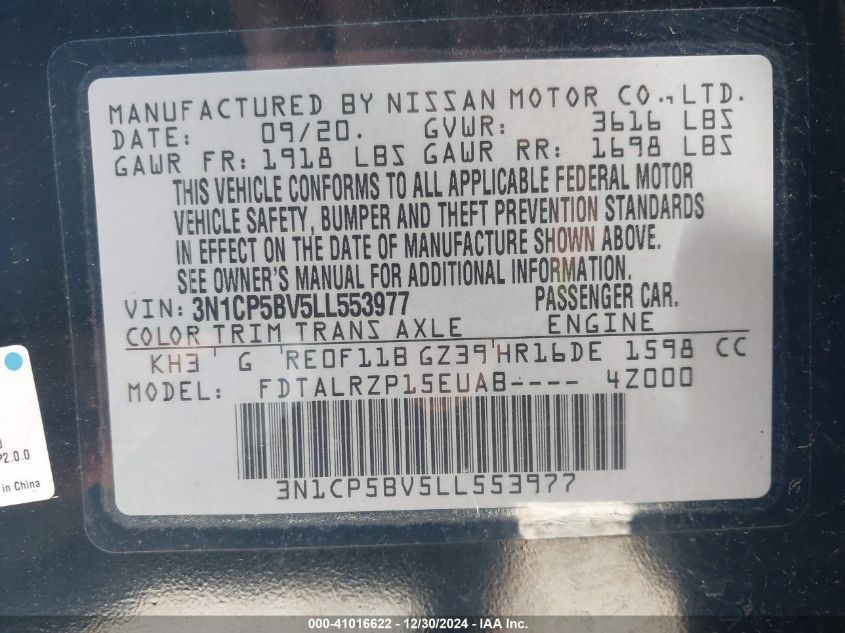 MANUFACTURED BY NISSAN MOTOR CO., LTD.
DATE: 09/20. GVWR: 3616 LBS
GAWR FR: 1918 LBS GAWR RR: 1698 LBS
THIS VEHICLE CONFORMS TO ALL APPLICABLE FEDERAL MOTOR
VEHICLE SAFETY, BUMPER AND THEFT PREVENTION STANDARDS
IN EFFECT ON THE DATE OF MANUFACTURE SHOWN ABOVE.
SEE OWNER'S MANUAL FOR ADDITIONAL INFORMATION.
VIN: 3N1CP5BV5LL553977 PASSENGER CAR.
COLOR TRIM TRANS AXLE ENGINE
KH3 G RE0F11B GZ39 HR16DE 1598 CC
MODEL: FDTALRZP15EUAB---- 4Z000
3N1CP5BV5LL553977
2.0.0
in China
000-41016622 - 12/30/2024 - IAA Inc.